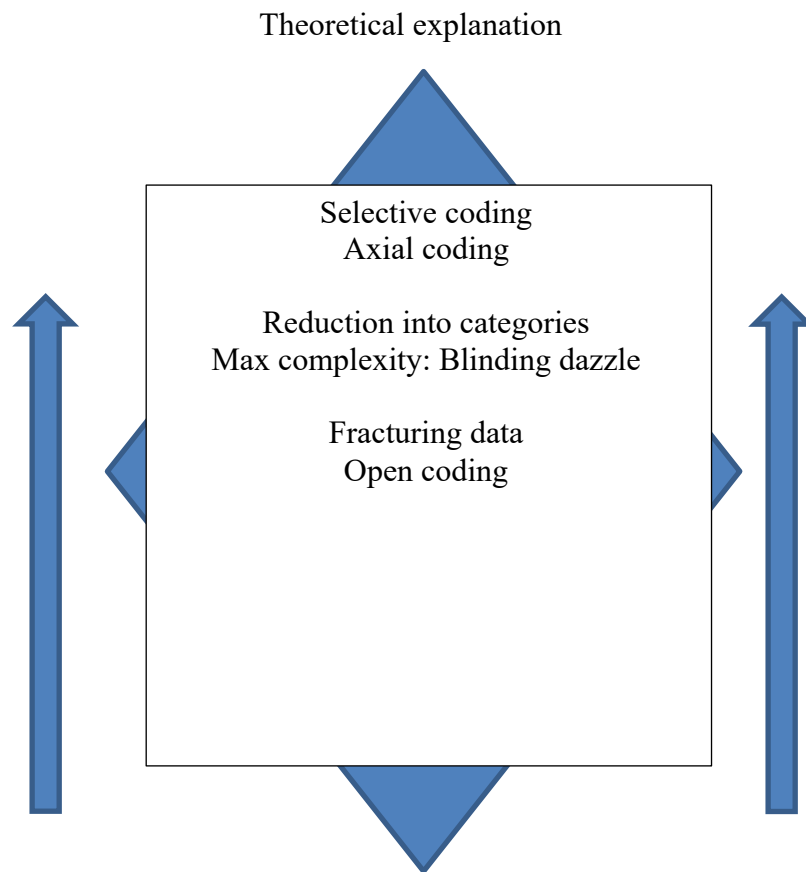 Theoretical explanation
Selective coding
Axial coding
Reduction into categories
Max complexity: Blinding dazzle
Fracturing data
Open coding